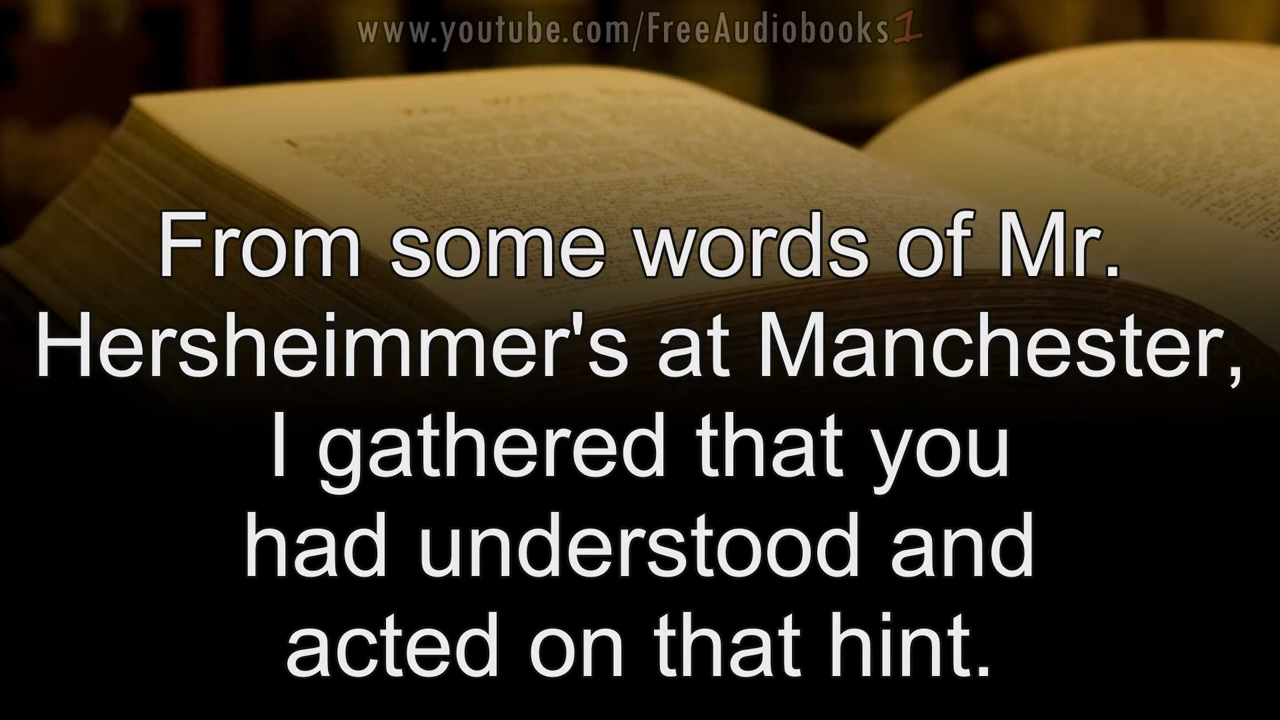 www.youtube.com/FreeAudiobooks1
From some words of Mr.
Hersheimmer's at Manchester,
I gathered that you
had understood and
acted on that hint.